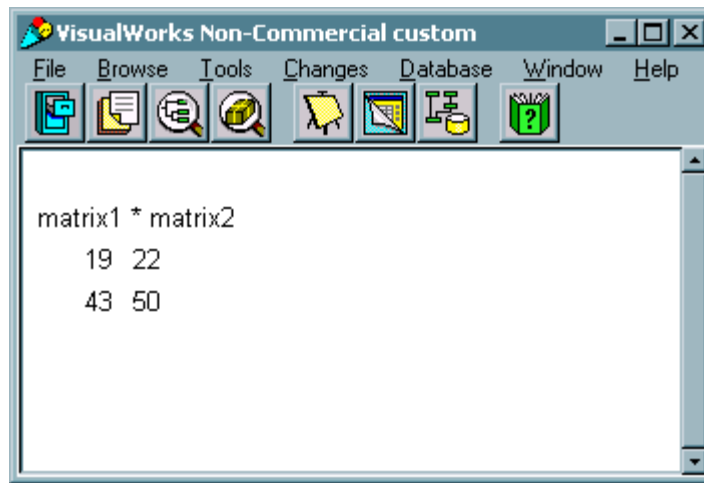 VisualWorks Non-Commercial custom
File Browse Tools Changes Database Window Help
?
matrix1 * matrix2
19 22
43 50